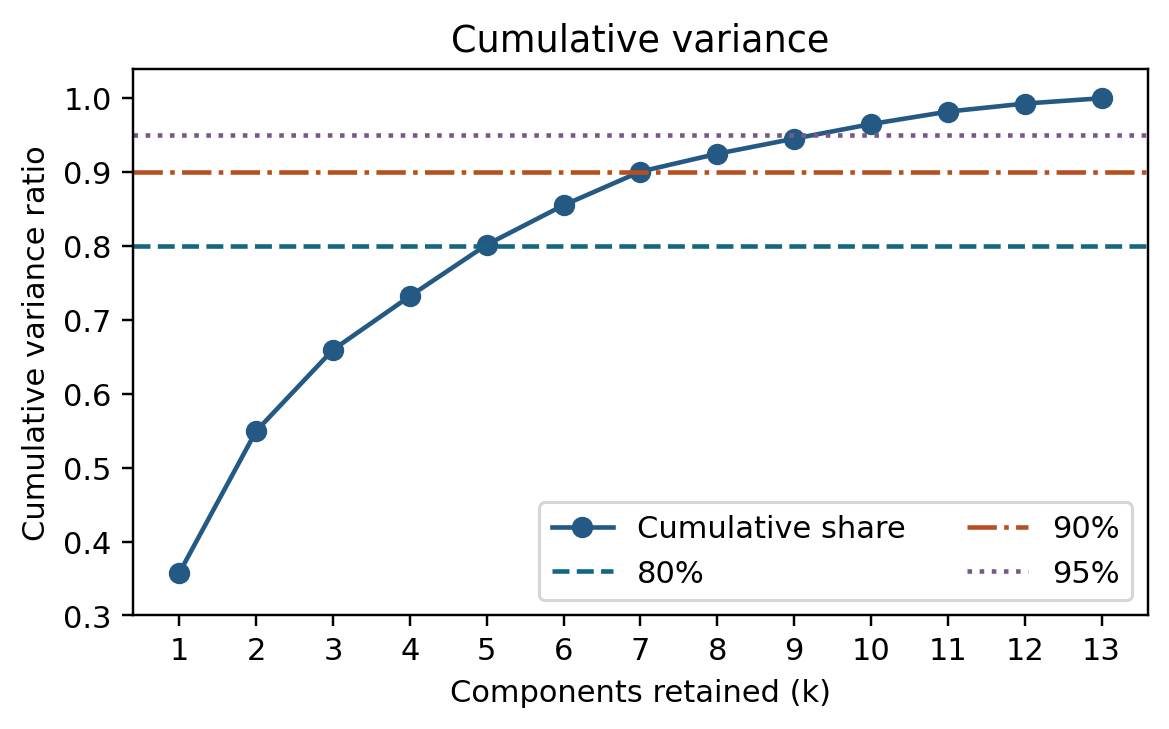 Cumulative variance
Cumulative variance ratio
1.0
0.9
0.8
0.7
0.6
0.5
0.4
0.3
Cumulative share
80%
90%
95%
1 2 3 4 5 6 7 8 9 10 11 12 13
Components retained (k)